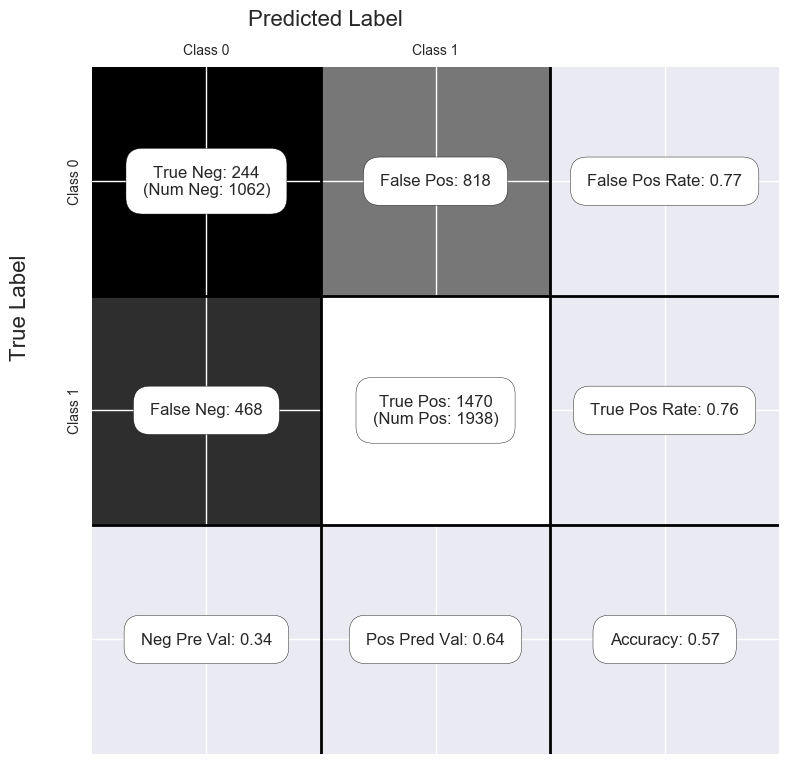 Predicted Label
Class 0
Class 1
True Label
Class 0
True Neg: 244
(Num Neg: 1062)
False Pos: 818
False Pos Rate: 0.77
Class 1
False Neg: 468
True Pos: 1470
(Num Pos: 1938)
True Pos Rate: 0.76
Neg Pre Val: 0.34
Pos Pred Val: 0.64
Accuracy: 0.57